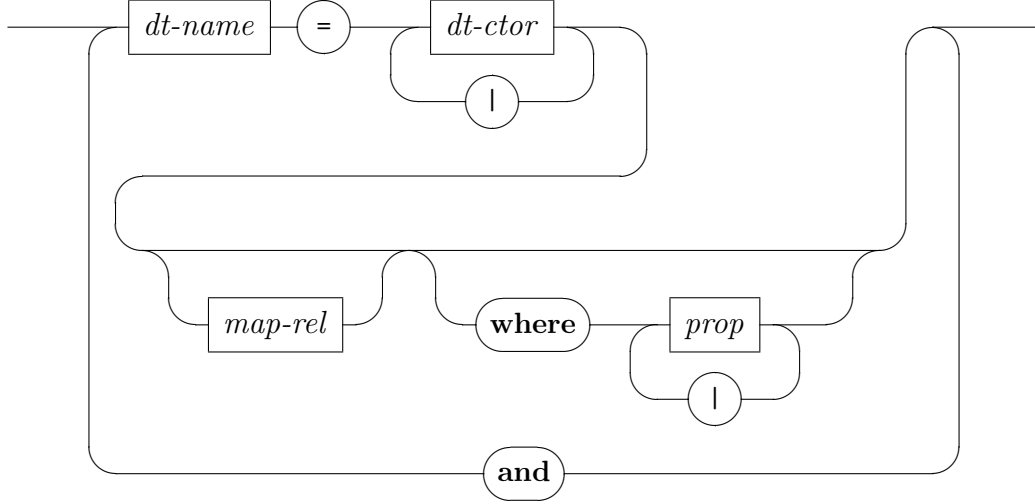 dt-name = dt-ctor
|
map-rel where prop
|
and